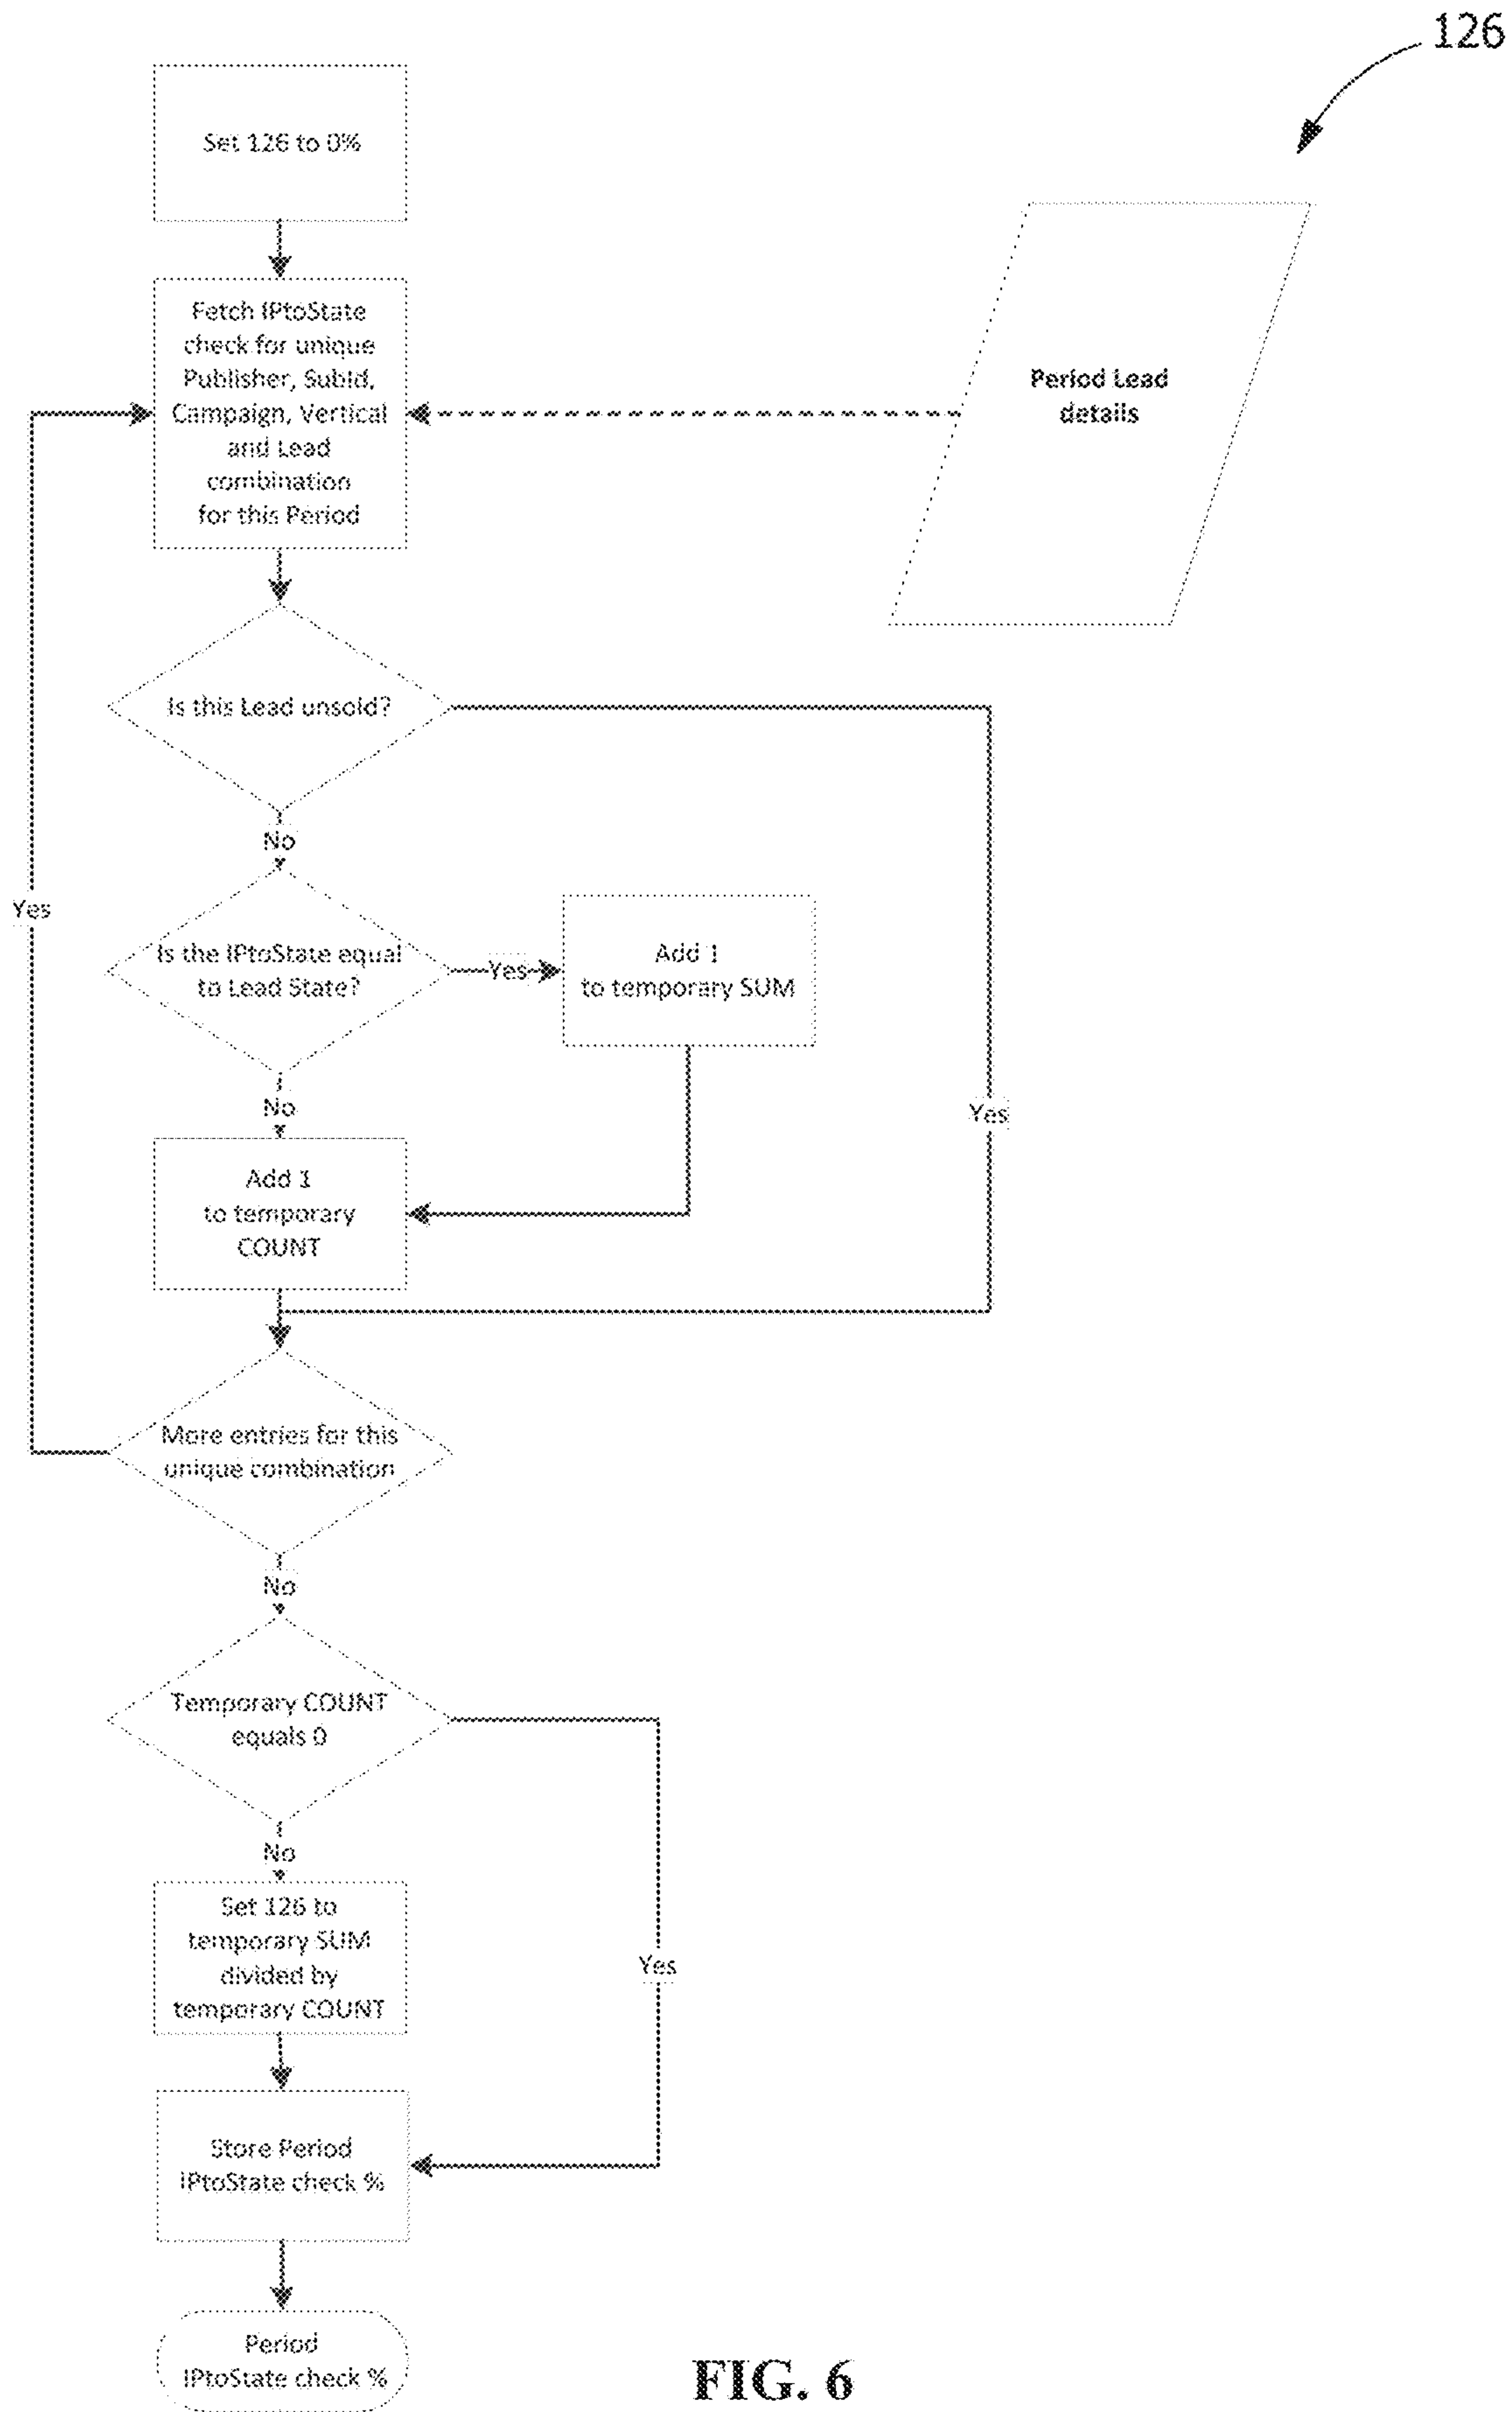 126
Set 126 to 0%
Fetch IPtoState
check for unique
Publisher, SubId,
Campaign, Vertical
and Lead
combination
for this Period
Period Lead
details
Is this Lead unsold?
No
Yes
Is the IPtoState equal
to Lead State?
Yes
Add 1
to temporary SUM
No
Yes
Add 1
to temporary
COUNT
More entries for this
unique combination
No
Temporary COUNT
equals 0
No
Set 126 to
temporary SUM
divided by
temporary COUNT
Yes
Store Period
IPtoState check %
Period
IPtoState check %
FIG. 6